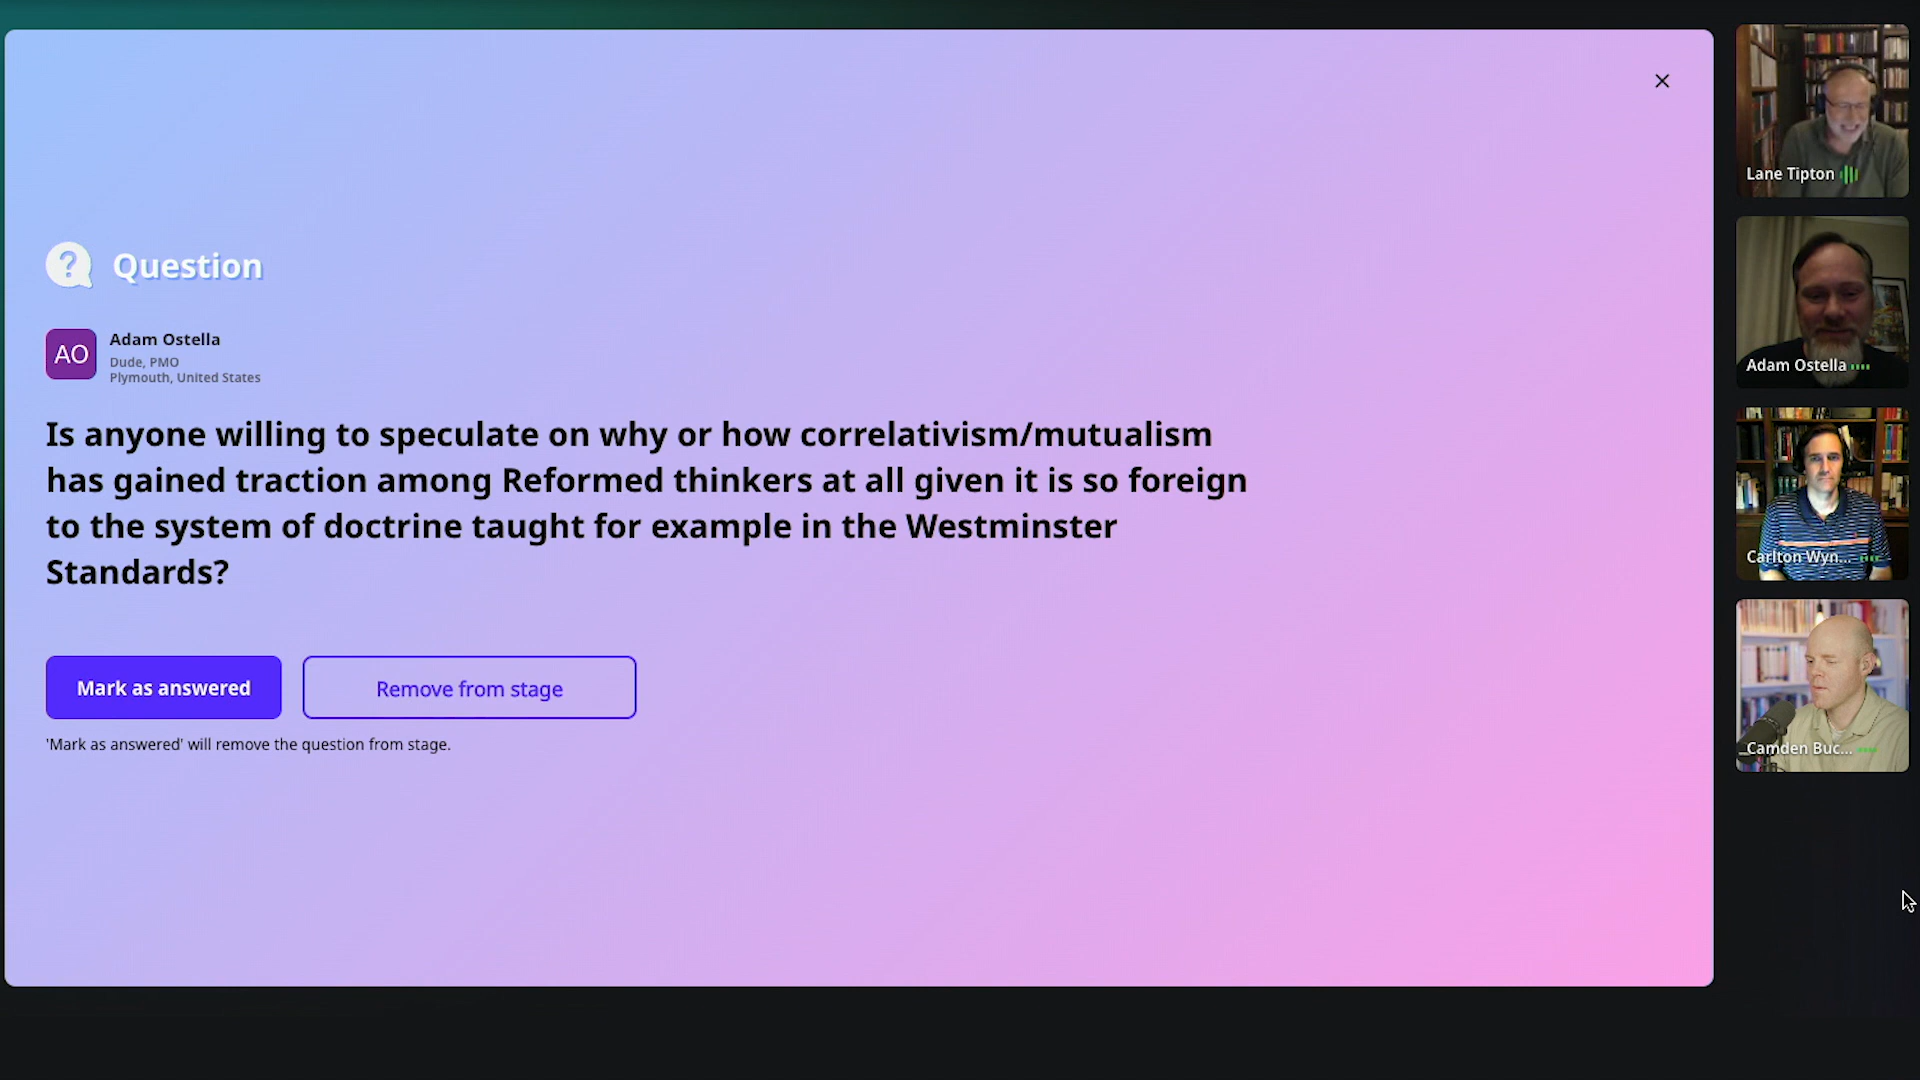 Question
AO
Adam Ostella
Dude, PMO
Plymouth, United States
Is anyone willing to speculate on why or how correlativism/mutualism
has gained traction among Reformed thinkers at all given it is so foreign
to the system of doctrine taught for example in the Westminster
Standards?
Mark as answered
Remove from stage
'Mark as answered' will remove the question from stage.
Lane Tipton
Adam Ostella
Carlton Wyn...
Camden Buc...